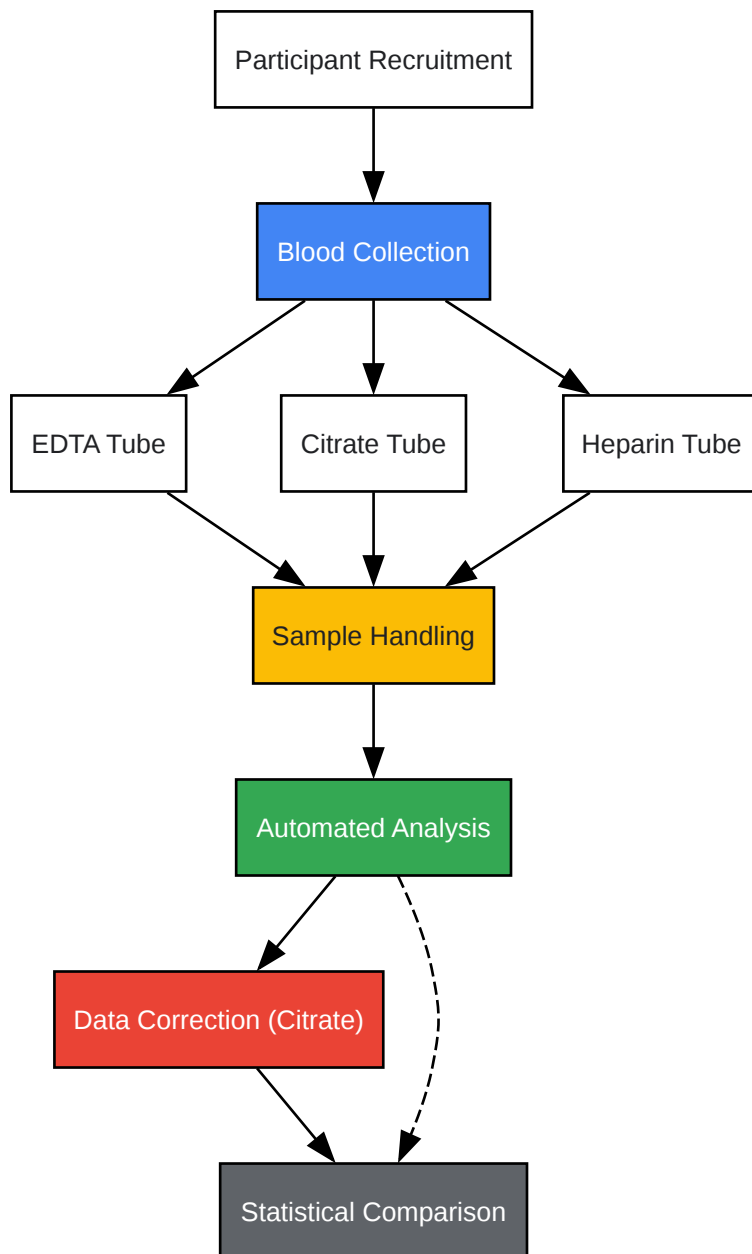 Participant Recruitment
Blood Collection
EDTA Tube
Citrate Tube
Heparin Tube
Sample Handling
Automated Analysis
Data Correction (Citrate)
Statistical Comparison